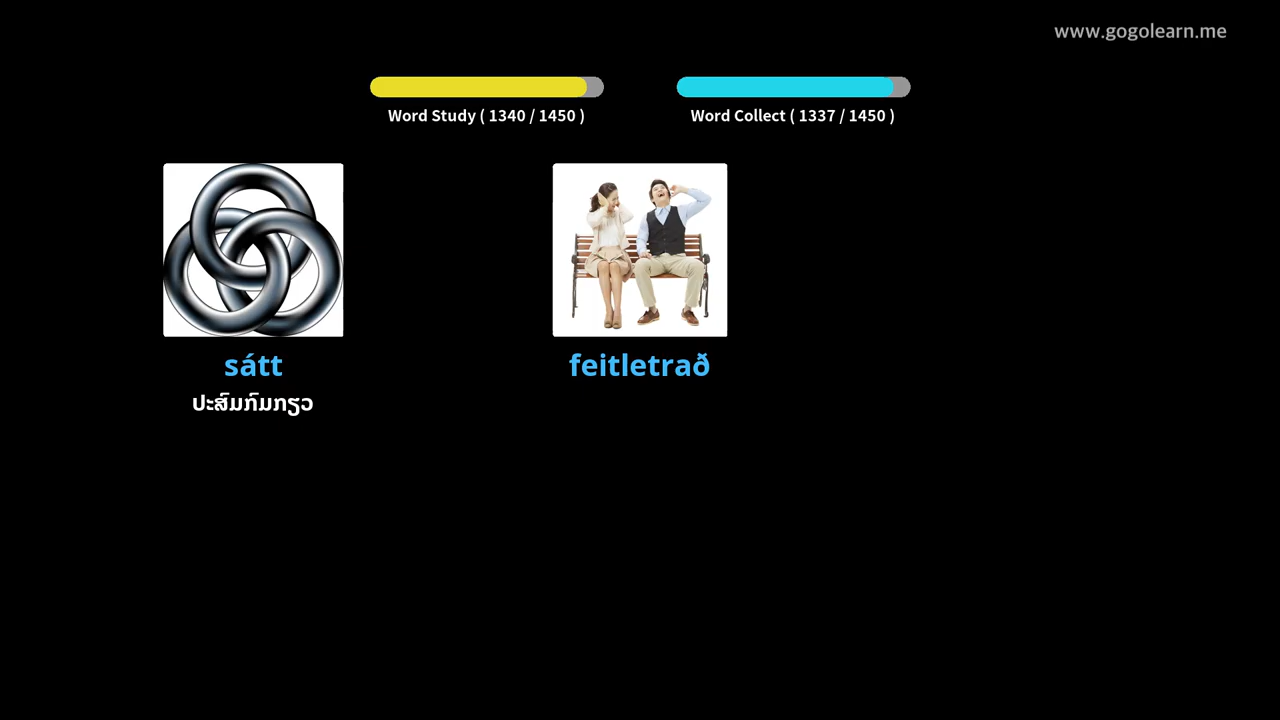 www.gogolearn.me
Word Study ( 1340 / 1450 )
Word Collect ( 1337 / 1450 )
sátt
feitletrað
ປະສົມກົມກຽວ